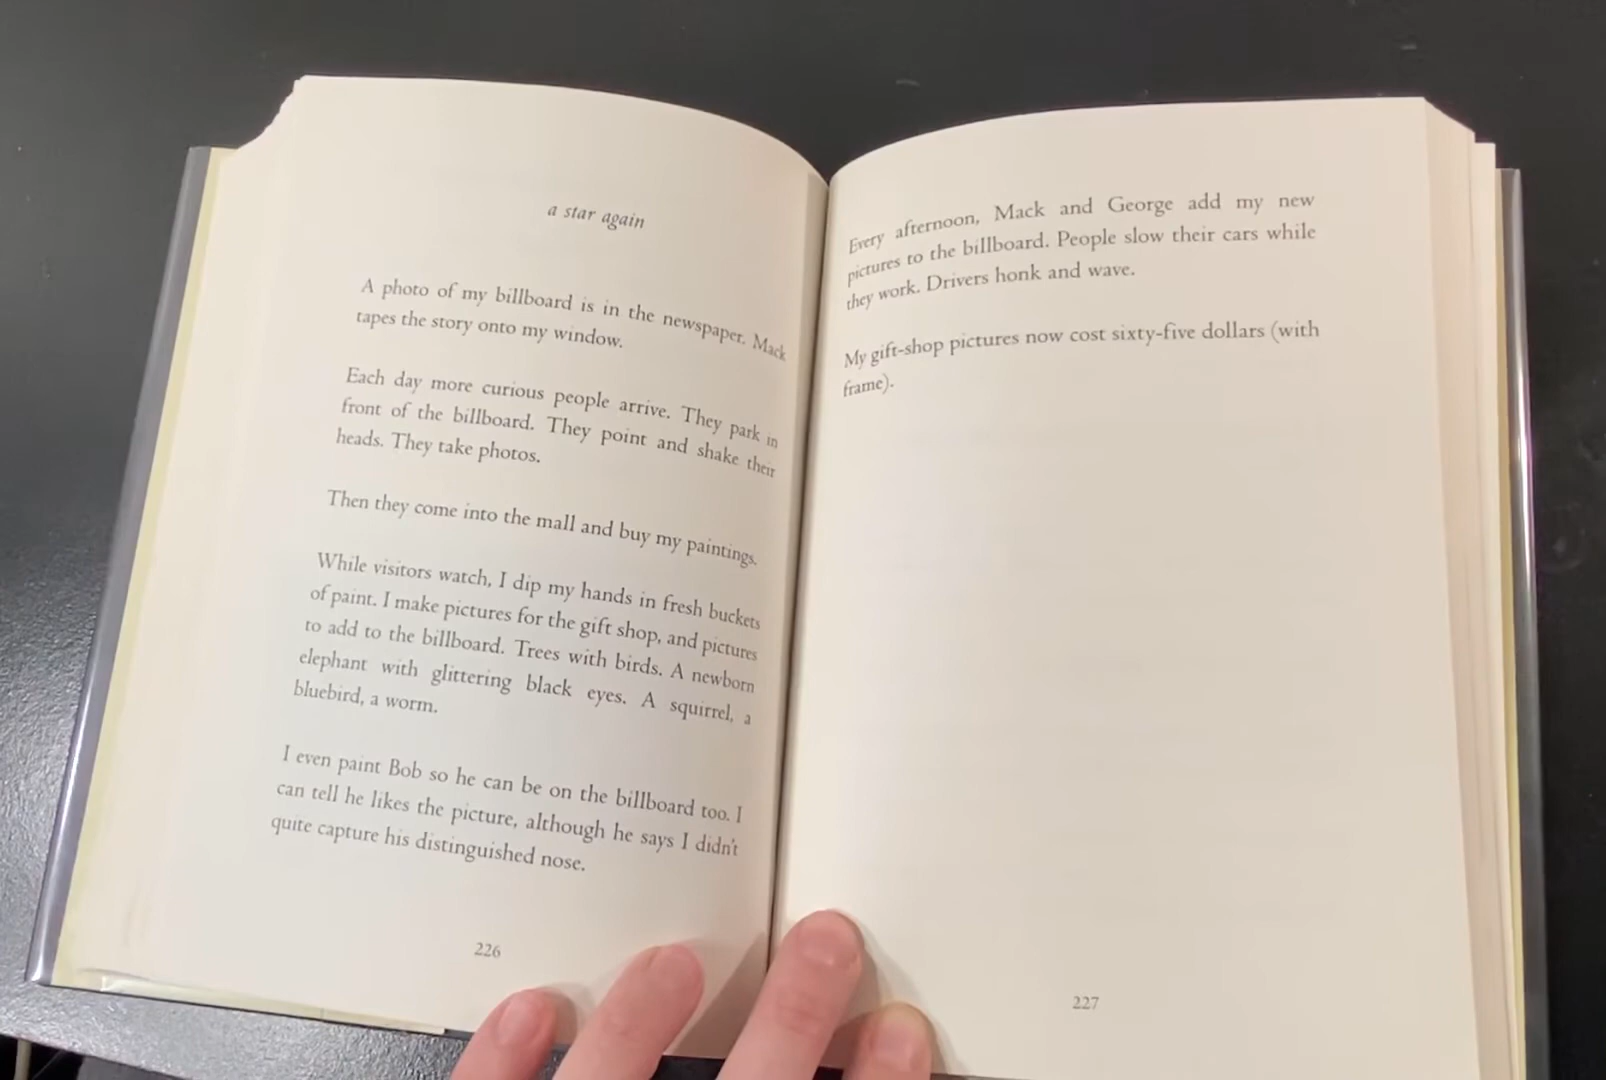 a star again
A photo of my billboard is in the newspaper. Mack
tapes the story onto my window.
Each day more curious people arrive. They park in
front of the billboard. They point and shake their
heads. They take photos.
Then they come into the mall and buy my paintings.
While visitors watch, I dip my hands in fresh buckets
of paint. I make pictures for the gift shop, and pictures
to add to the billboard. Trees with birds. A newborn
elephant with glittering black eyes. A squirrel, a
bluebird, a worm.
I even paint Bob so he can be on the billboard too. I
can tell he likes the picture, although he says I didn't
quite capture his distinguished nose.
226
Every afternoon, Mack and George add my new
pictures to the billboard. People slow their cars while
they work. Drivers honk and wave.
My gift-shop pictures now cost sixty-five dollars (with
frame).
227